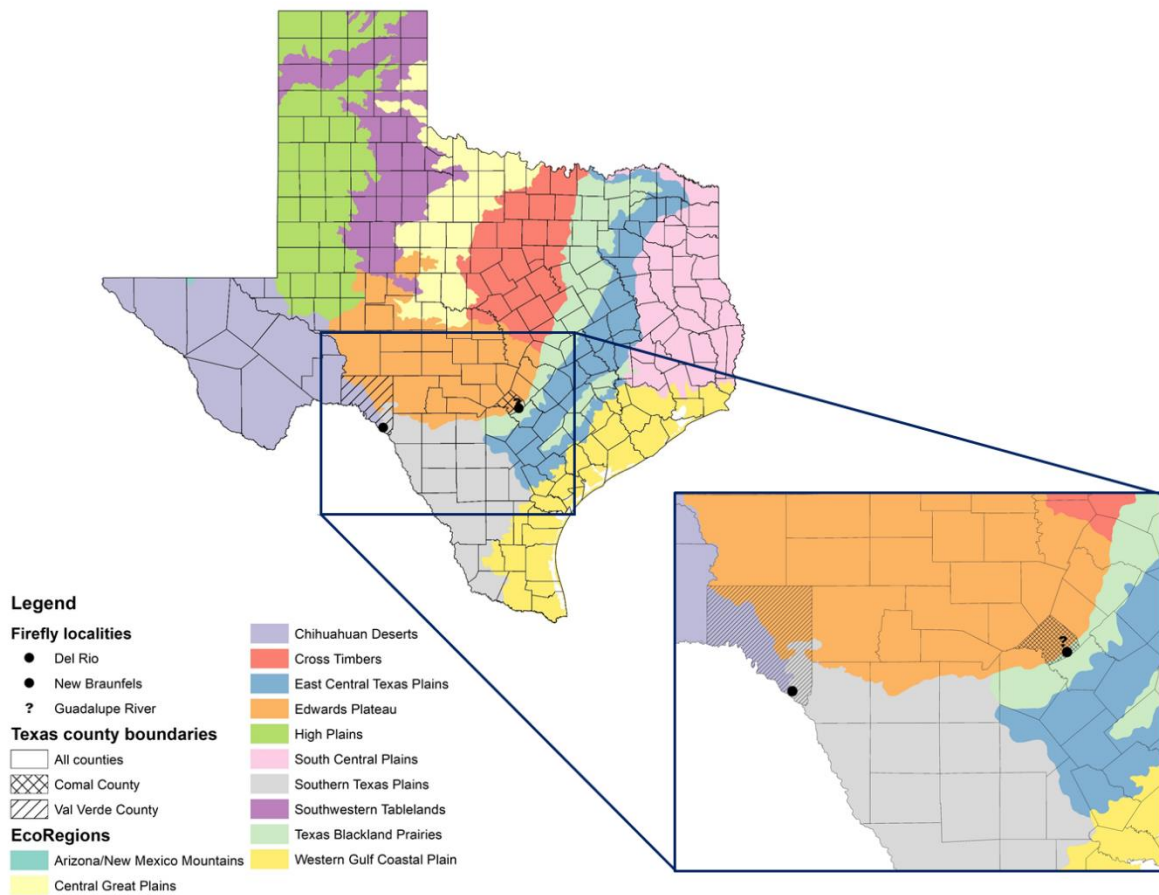 ?
?
Legend
Firefly localities
Del Rio
New Braunfels
? Guadalupe River
Texas county boundaries
All counties
Comal County
Val Verde County
EcoRegions
Arizona/New Mexico Mountains
Central Great Plains
Chihuahuan Deserts
Cross Timbers
East Central Texas Plains
Edwards Plateau
High Plains
South Central Plains
Southern Texas Plains
Southwestern Tablelands
Texas Blackland Prairies
Western Gulf Coastal Plain